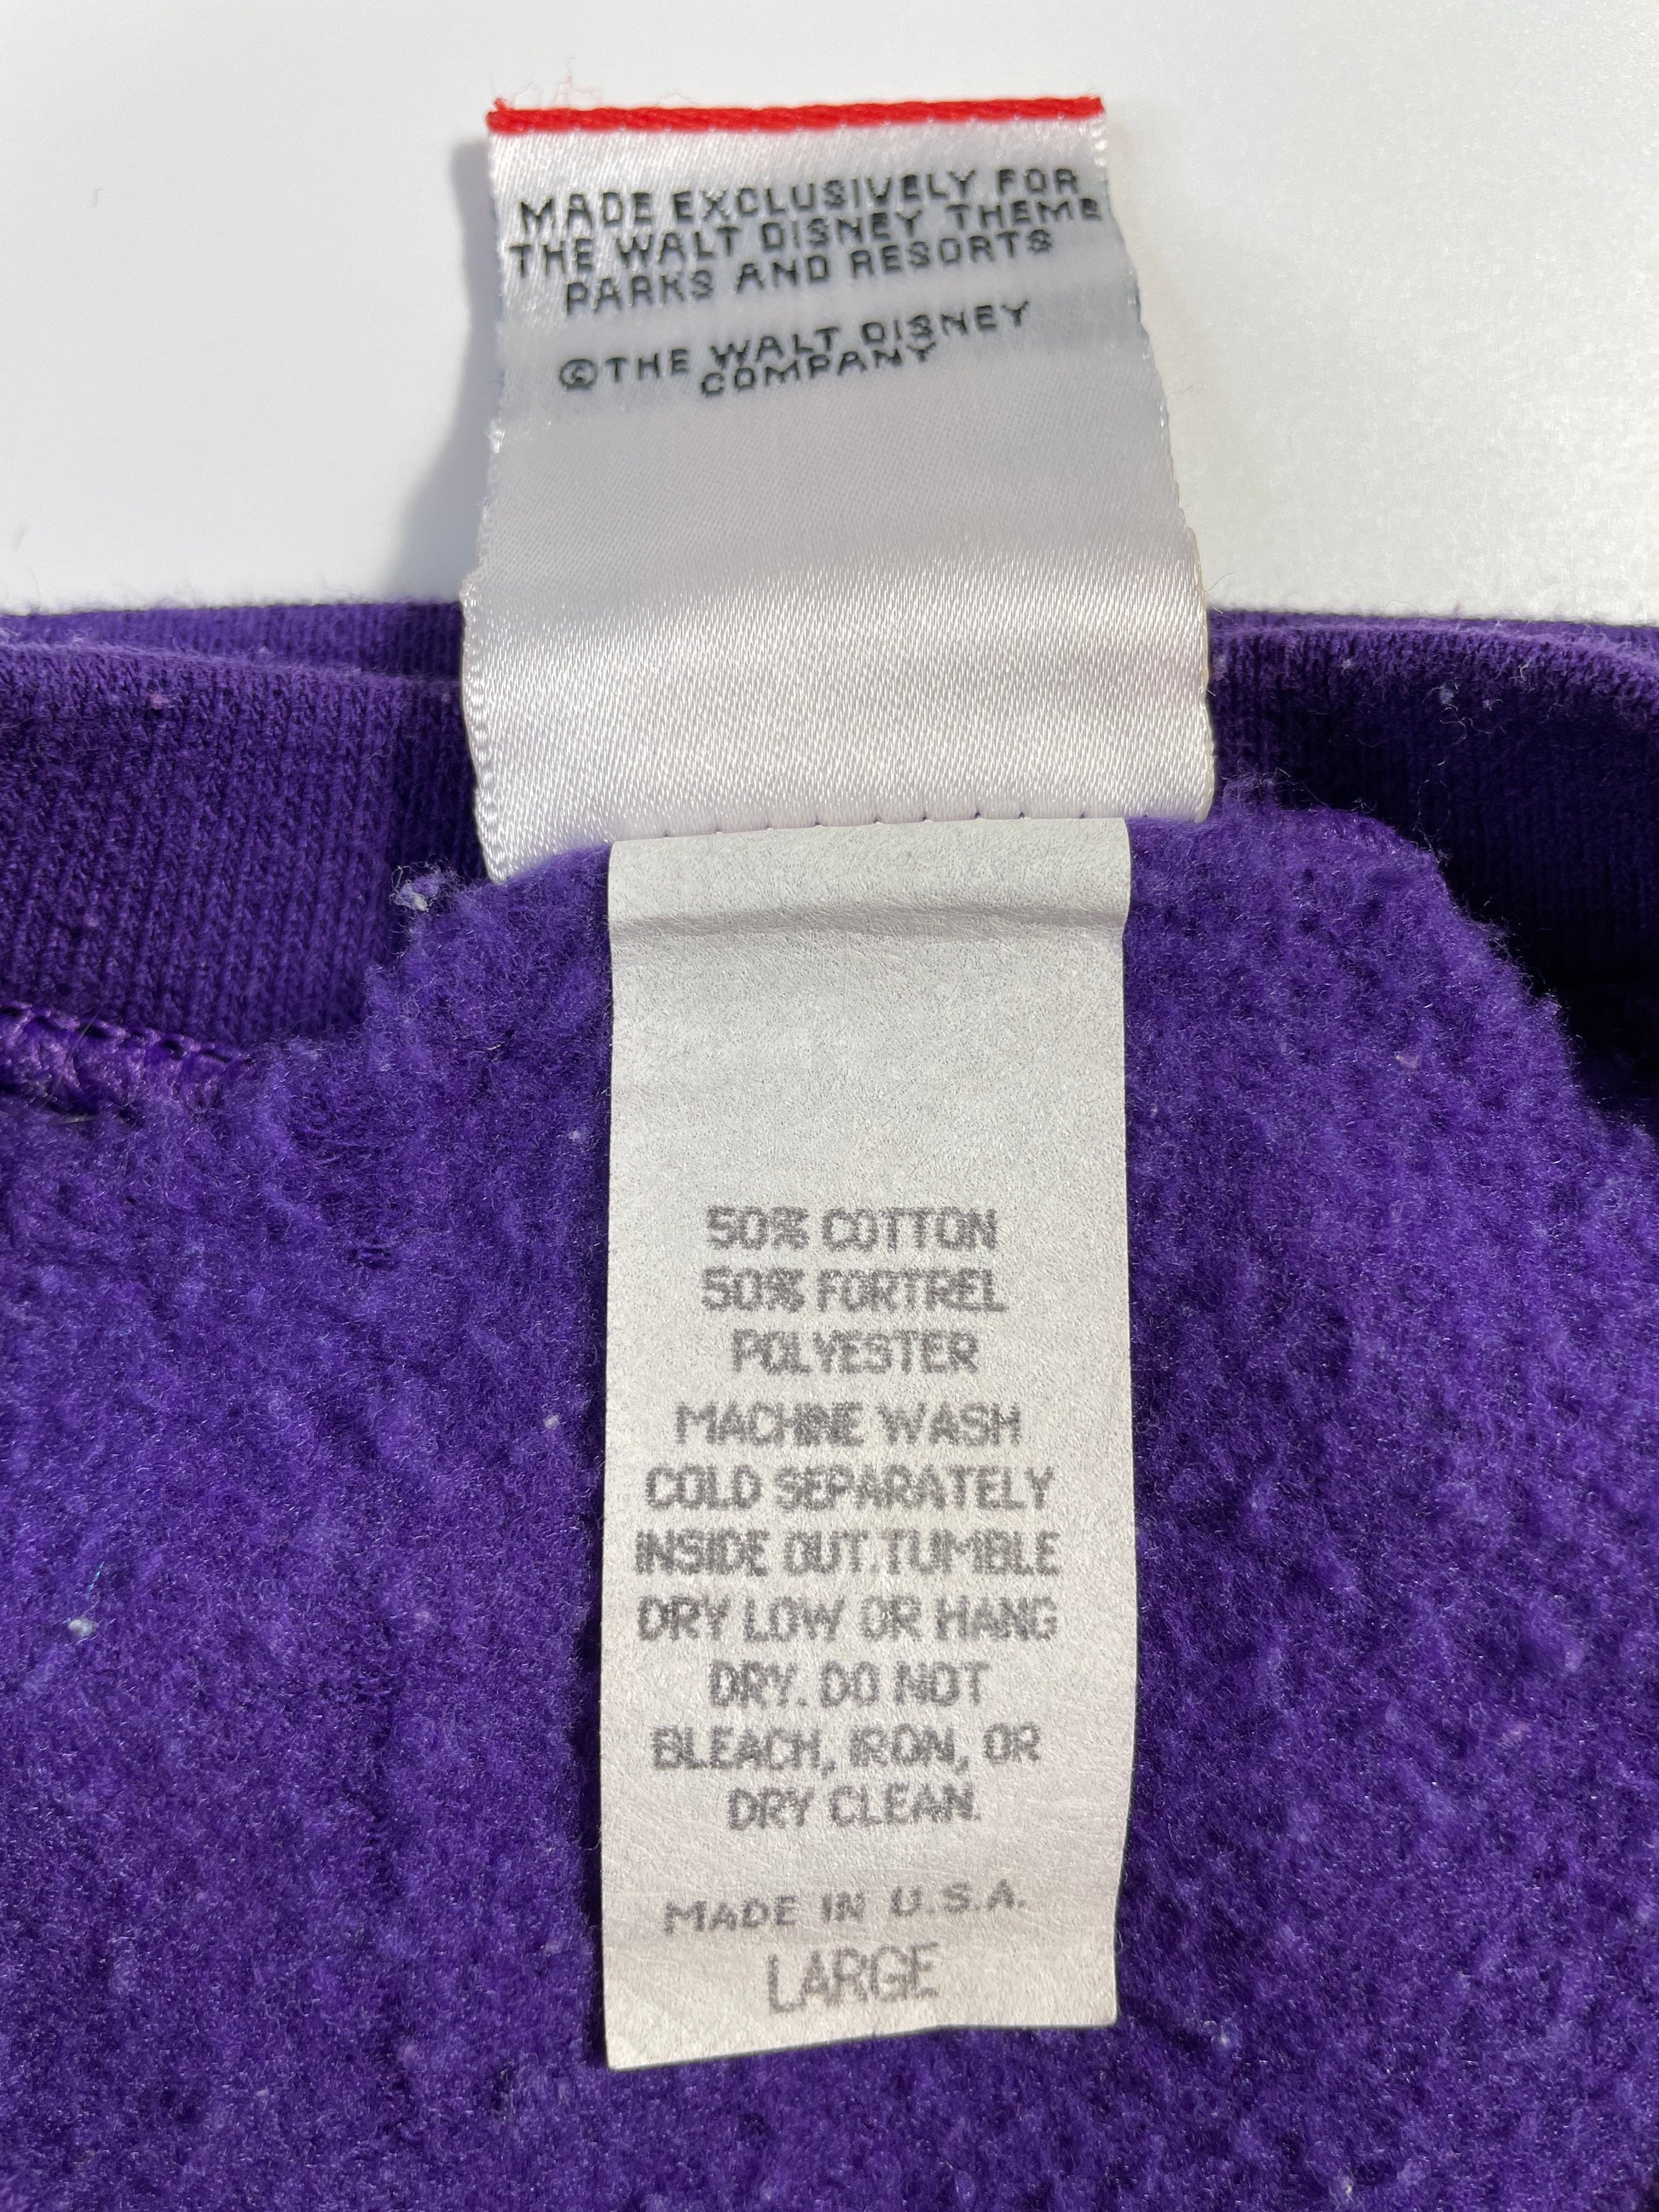 MADE EXCLUSIVELY FOR
THE WALT DISNEY THEME
PARKS AND RESORTS
©THE WALT DISNEY
COMPANY
50% COTTON
50% FORTREL
POLYESTER
MACHINE WASH
COLD SEPARATELY
INSIDE OUT.TUMBLE
DRY LOW OR HANG
DRY. DO NOT
BLEACH, IRON, OR
DRY CLEAN.
MADE IN U.S.A.
LARGE